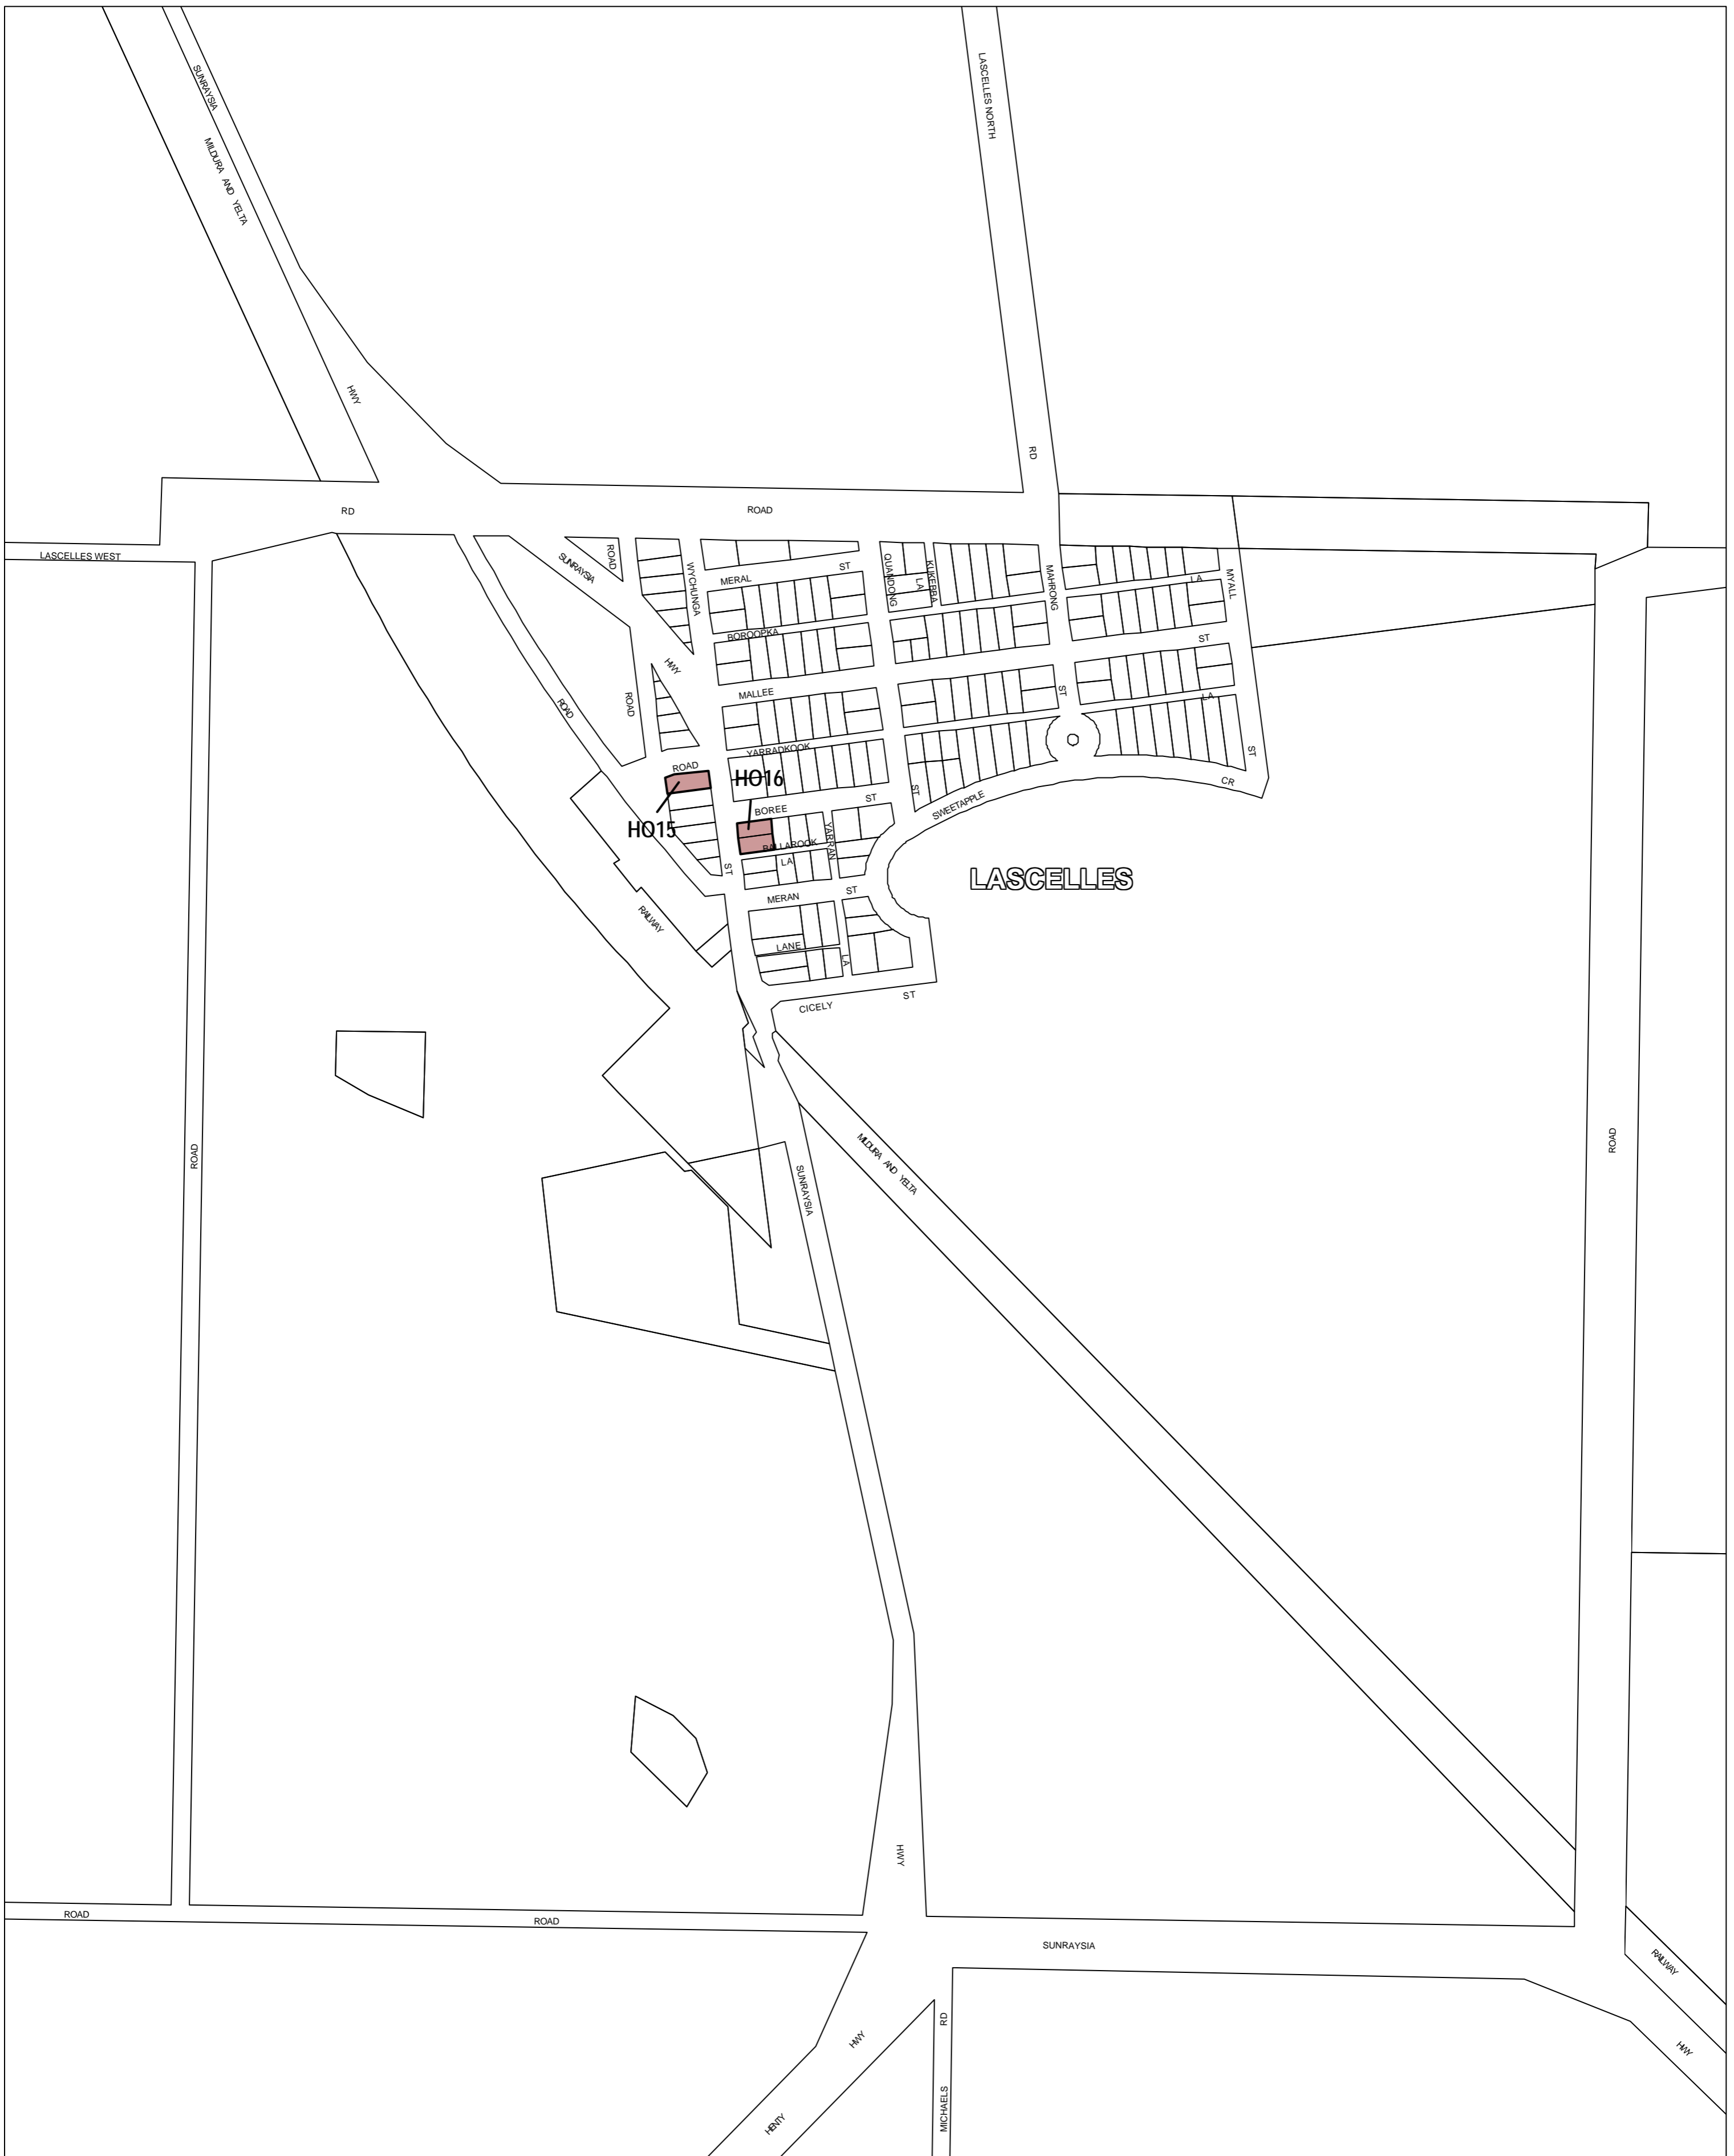 SUNRAYSIA
MILDURA AND YELTA
HWY
LASCELLES NORTH
RD
RD
ROAD
LASCELLES WEST
SUNRAYSIA
ROAD
WYCHUNGA
MERAL
ST
QUANDONG
LA
KUKERBA
MAHRONG
LA
MYALL
BOROOPKA
ST
HWY
ROAD
ROAD
MALLEE
ST
LA
YARRADKOOK
ST
ROAD
HO16
ST
CR
BOREE
ST
SWEETAPPLE
HO15
YARRAN
BALLAROOK
LA
ST
LASCELLES
MERAN
ST
RAILWAY
LANE
LA
CICELY
ST
ROAD
MILDURA AND YELTA
ROAD
SUNRAYSIA
HWY
ROAD
ROAD
SUNRAYSIA
RAILWAY
HWY
RD
HWY
HENTY
MICHAELS